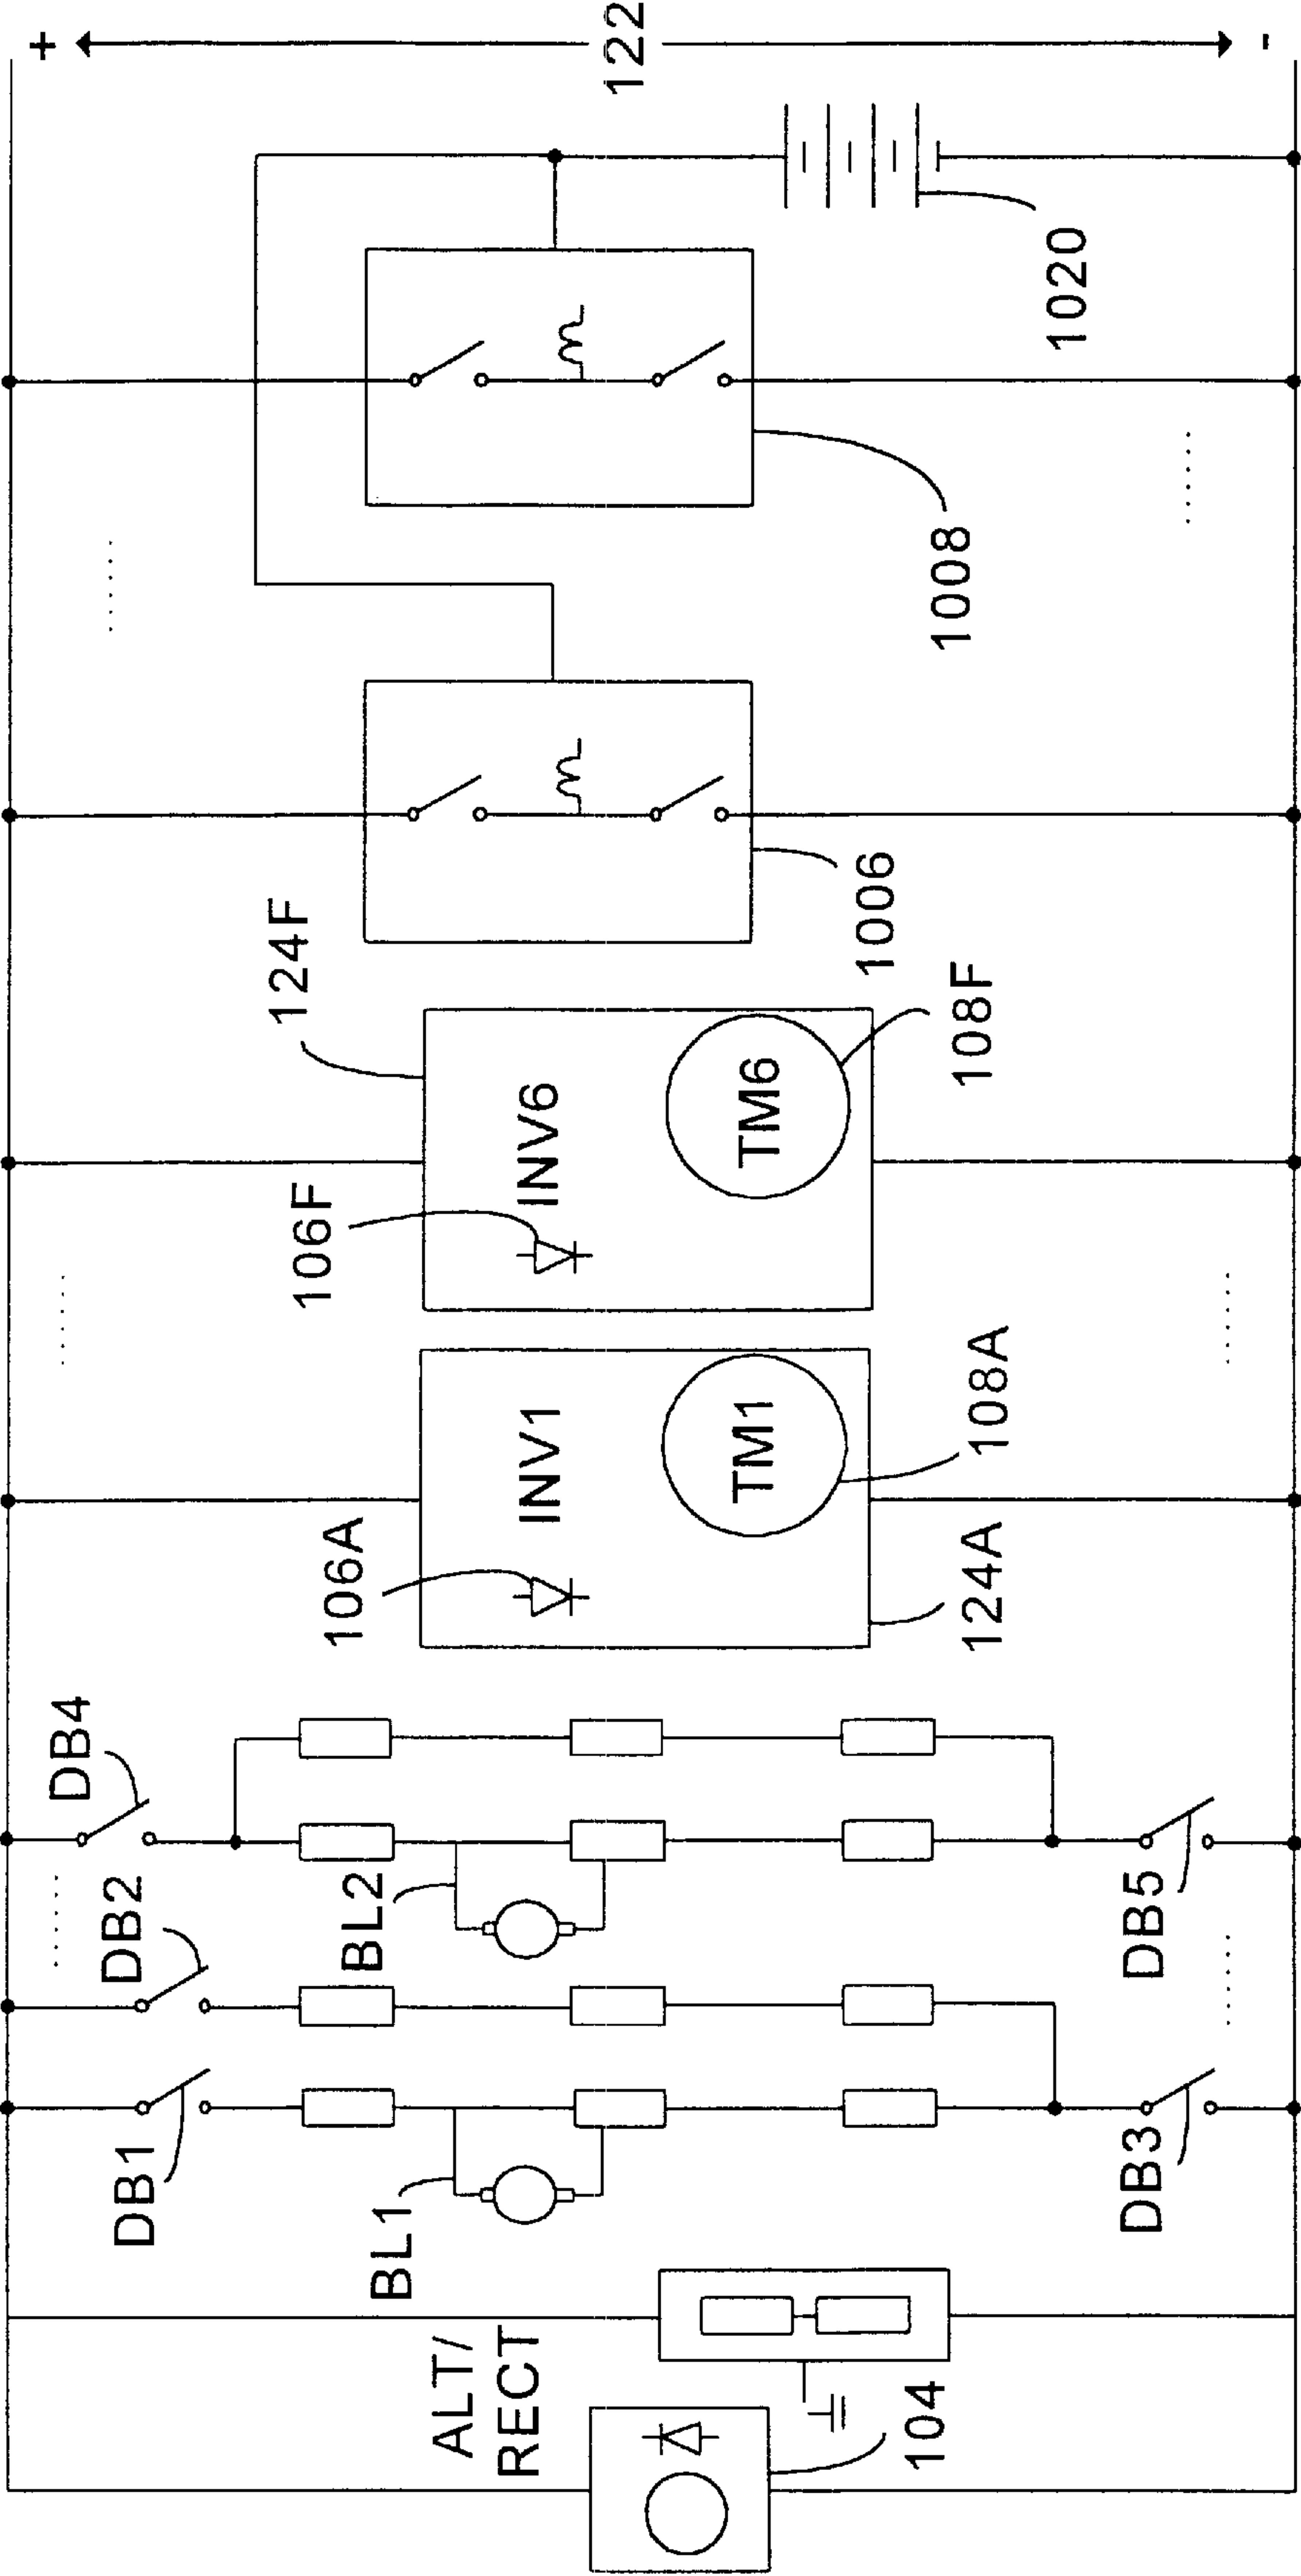 ALT/
RECT
104
BL1
DB1
DB3
DB2
BL2
DB4
DB5
106A
INV1
TM1
108A
124A
106F
INV6
TM6
108F
124F
1006
1008
1020
+
122
-